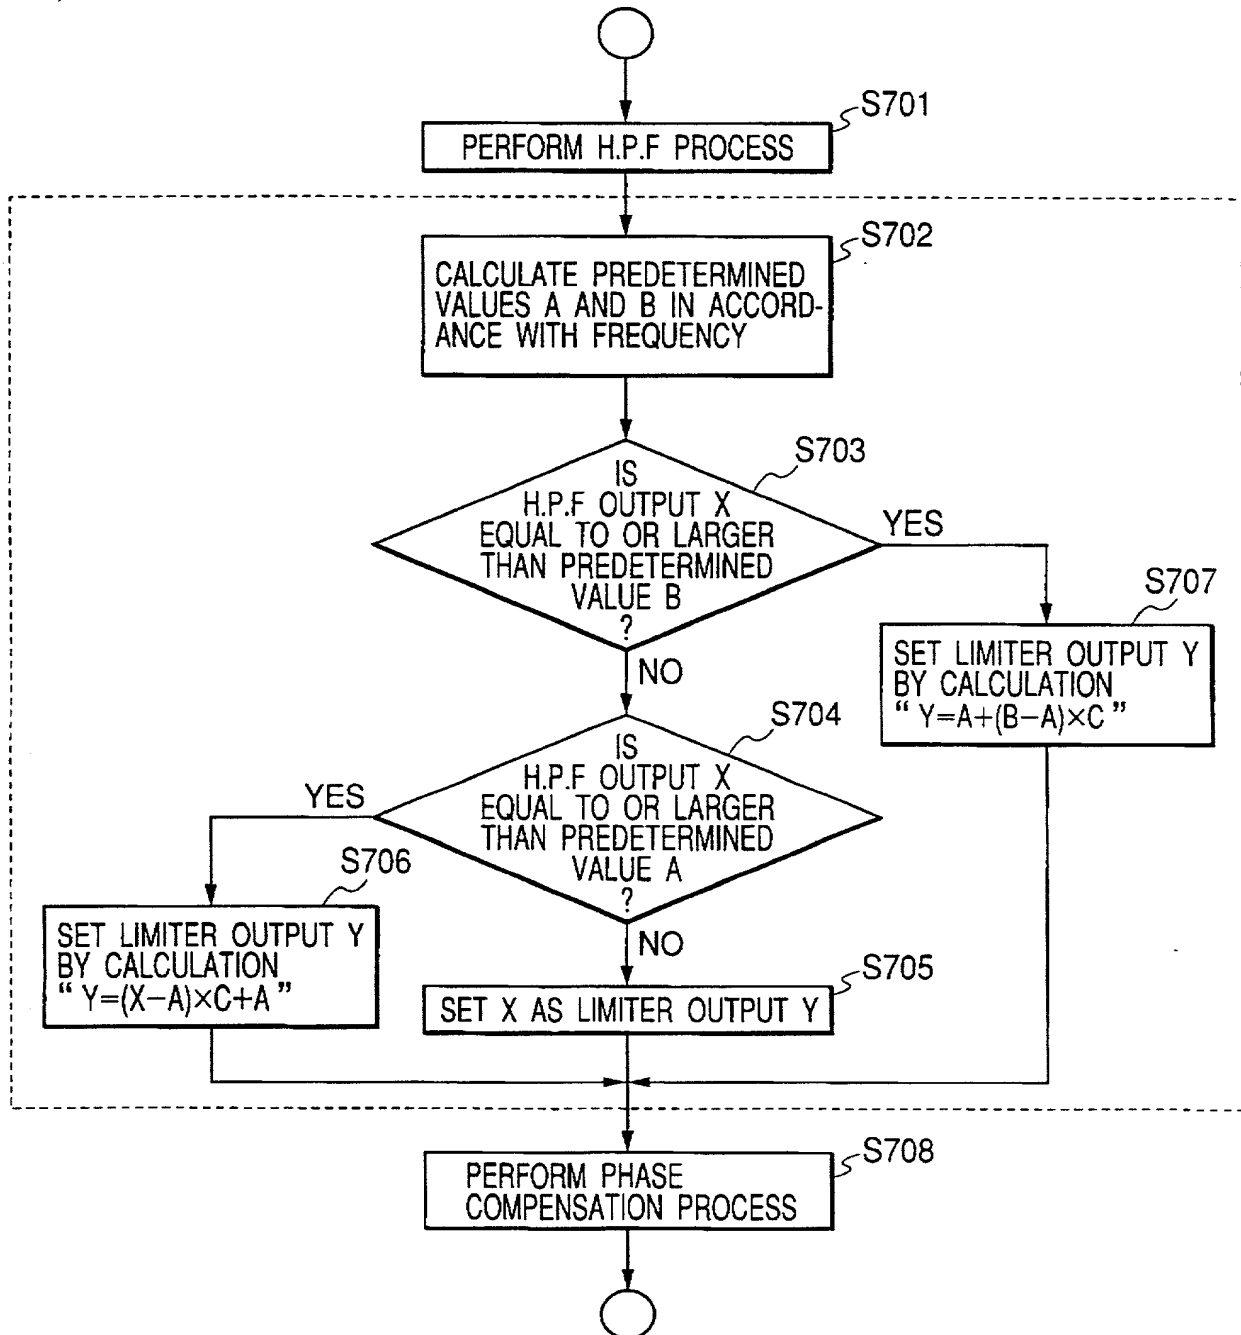 S701
PERFORM H.P.F PROCESS
S702
CALCULATE PREDETERMINED
VALUES A AND B IN ACCORD-
ANCE WITH FREQUENCY
S703
IS
H.P.F OUTPUT X
EQUAL TO OR LARGER
THAN PREDETERMINED
VALUE B
?
YES
NO
S707
SET LIMITER OUTPUT Y
BY CALCULATION
“ Y=A+(B−A)×C ”
S704
IS
H.P.F OUTPUT X
EQUAL TO OR LARGER
THAN PREDETERMINED
VALUE A
?
YES
NO
S706
SET LIMITER OUTPUT Y
BY CALCULATION
“ Y=(X−A)×C+A ”
S705
SET X AS LIMITER OUTPUT Y
S708
PERFORM PHASE
COMPENSATION PROCESS